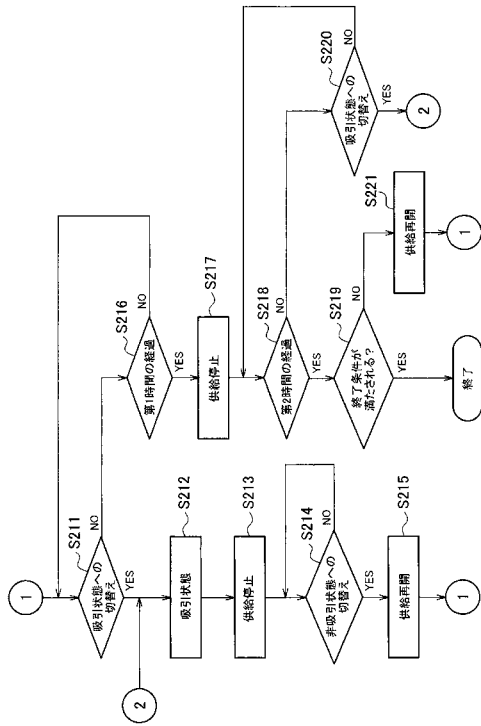 1
S211
吸引状態への
切替え
NO
YES
2
S212
吸引状態
S213
供給停止
S214
非吸引状態への
切替え
NO
YES
S215
供給再開
1
S216
第1時間の経過
NO
YES
S217
供給停止
S218
第2時間の経過
NO
YES
S219
終了条件が
満たされる?
NO
YES
終了
S220
吸引状態への
切替え
NO
YES
2
S221
供給再開
1